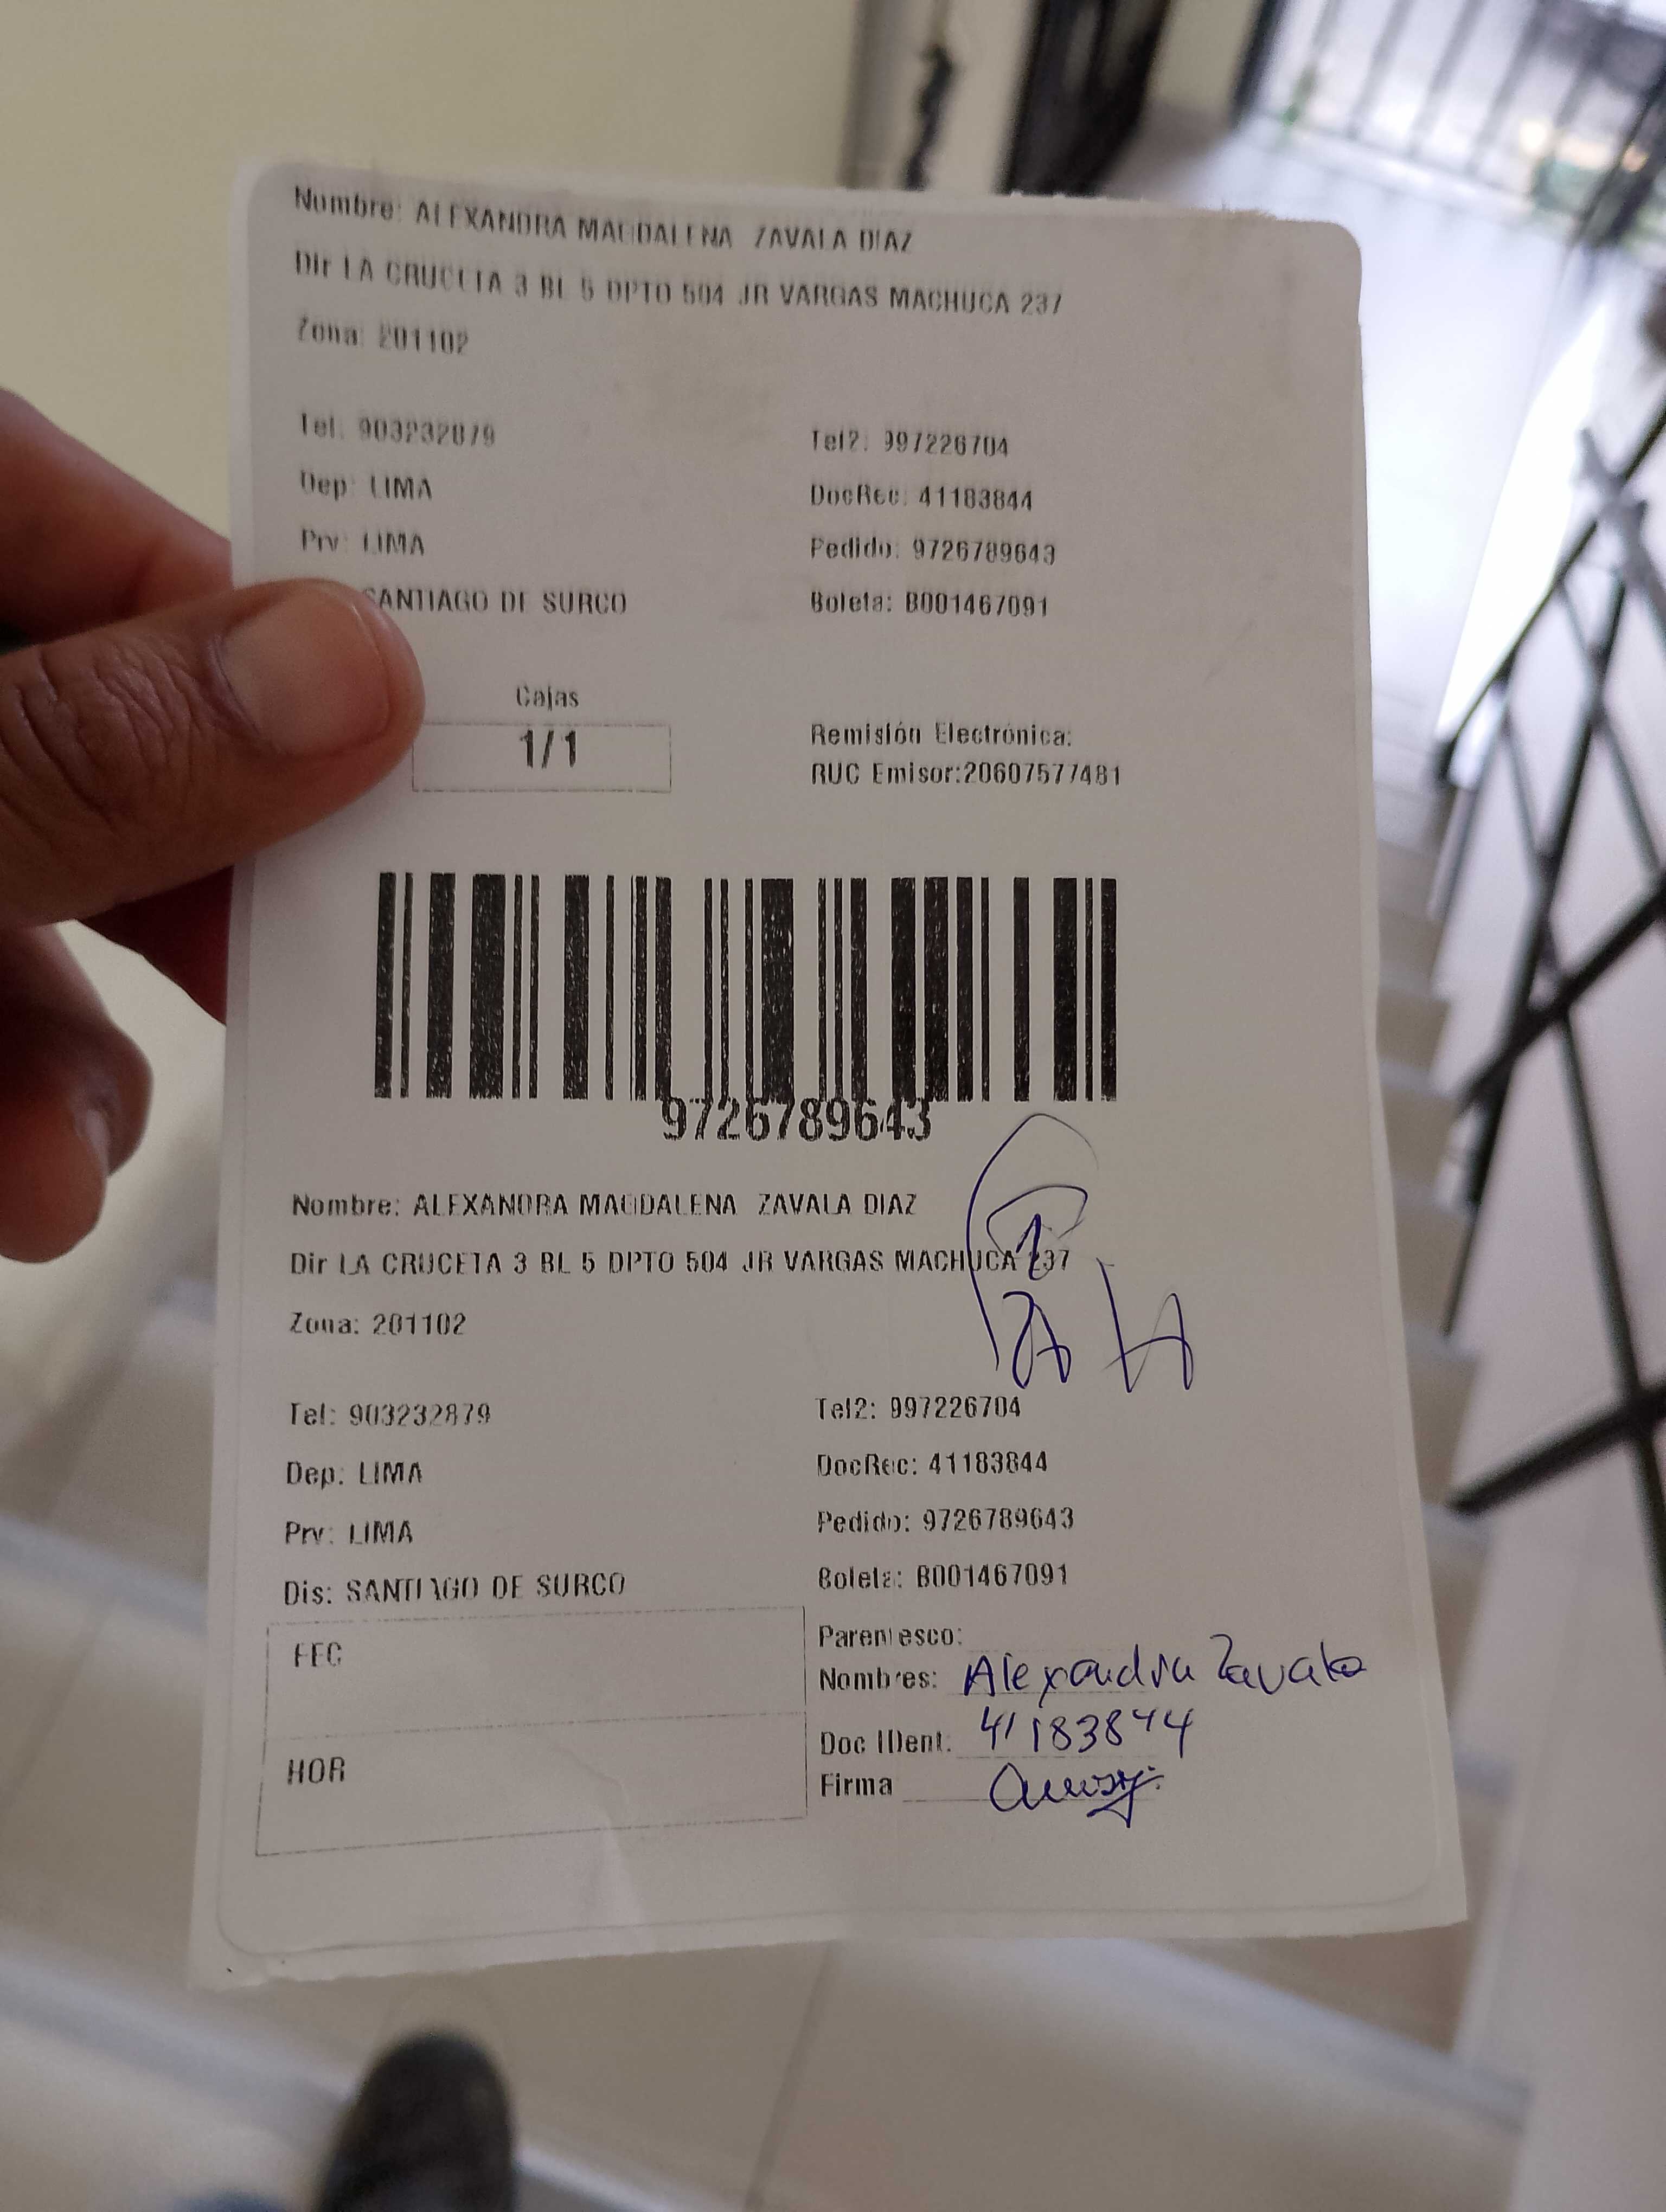 Nombre: ALEXANDRA MAGDALENA ZAVALA DIAZ
Dir LA CRUCETA 3 BL 5 DPTO 504 JR VARGAS MACHUCA 237
Zona: 201102
Tel: 903232879 Tel2: 997226704
Dep: LIMA DocRec: 41183844
Prv: LIMA Pedido: 9726789643
SANTIAGO DE SURCO Boleta: B001467091
Cajas
1/1
Remisión Electrónica:
RUC Emisor:20607577481
9726789643
Nombre: ALEXANDRA MAGDALENA ZAVALA DIAZ
Dir LA CRUCETA 3 BL 5 DPTO 504 JR VARGAS MACHUCA 237
Zona: 201102
Tel: 903232879 Tel2: 997226704
Dep: LIMA DocRec: 41183844
Prv: LIMA Pedido: 9726789643
Dis: SANTIAGO DE SURCO Boleta: B001467091
FEC
HOR
Parentesco:
Nombres: Alexandra Zavala
Doc IDent: 41183844
Firma